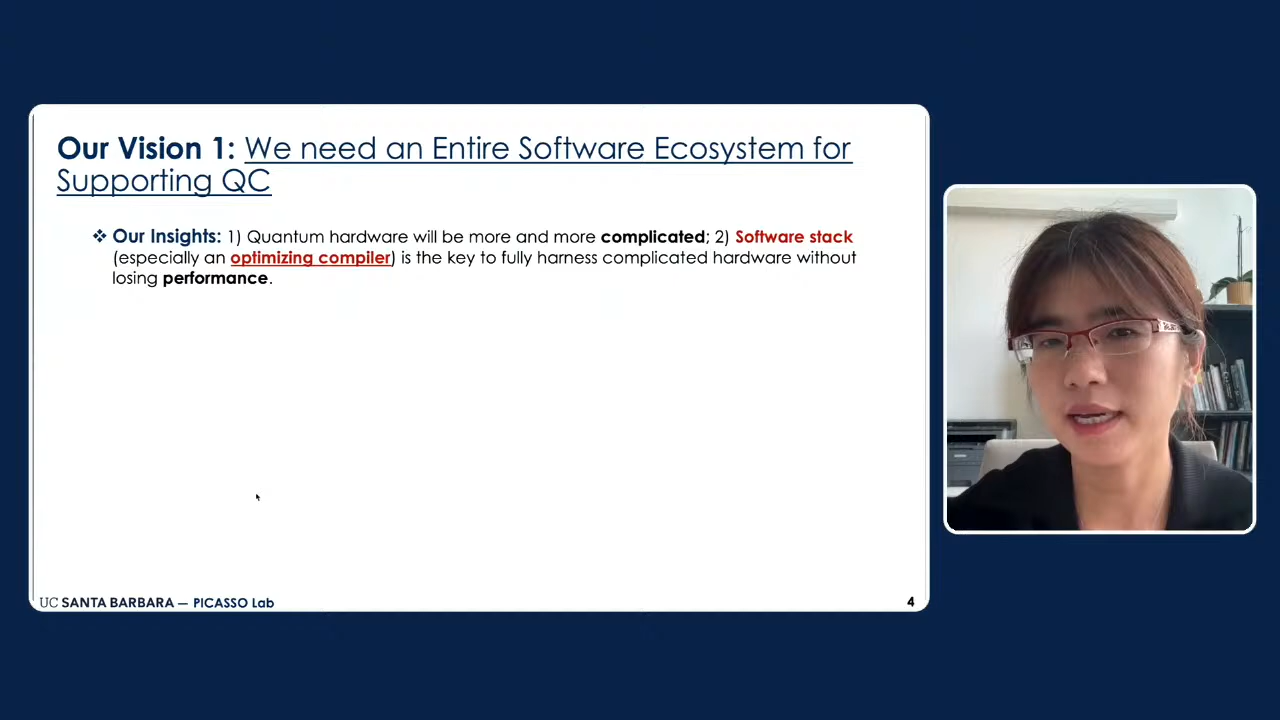 Our Vision 1: We need an Entire Software Ecosystem for
Supporting QC
❖ Our Insights: 1) Quantum hardware will be more and more complicated; 2) Software stack
(especially an optimizing compiler) is the key to fully harness complicated hardware without
losing performance.
UC SANTA BARBARA — PICASSO Lab
4